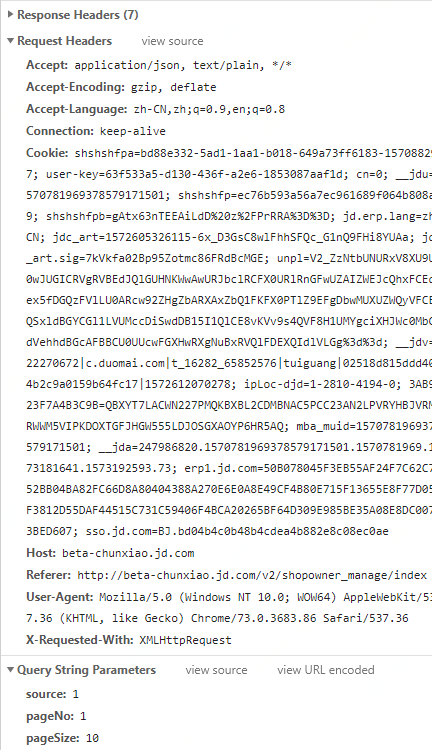 Response Headers (7)
Request Headers view source
Accept: application/json, text/plain, */*
Accept-Encoding: gzip, deflate
Accept-Language: zh-CN,zh;q=0.9,en;q=0.8
Connection: keep-alive
Cookie: shshshfpa=bd88e332-5ad1-1aa1-b018-649a73ff6183-15708829
7; user-key=63f533a5-d130-436f-a2e6-1853087aaf1d; cn=0; __jdu=
570781969378579171501; shshshfp=ec76b593a56a7ec961689f064b808a
9; shshshfpb=gAtx63nTEEAiLdD%20z%2FPrRRA%3D%3D; jd.erp.lang=zh
CN; jdc_art=1572605326115-6x_D3GsC8wlFhhSFQc_G1nQ9FHi8YUAa; jd
_art.sig=7kVkfa02Bp95Zotmc86FRdBcMGE; unpl=V2_ZzNtbUNURxV8XU9U
0wJUGICRVgRVBEdJQlGUHNKWwAwURJbclRCFX0URlRnGFwUZAIZWEJcQhxFCEd
ex5fDGQzFVlLU0ARcw92ZHgZbARXAxZbQ1FKFX0PTlZ9EFgDbwMUXUZWQyVFCE
QSxldBGYCGl1LVUMccDiSwdDB15I1QlCE8vKVv9s4QVF8H1UMYgciXHJWc0MbC
dVehhdBGcAFBBCU0UUcwFGXHwRXgNuBxRVQlFDEXQIdlVLGg%3d%3d; __jdv=
22270672|c.duomai.com|t_16282_65852576|tuiguang|02518d815ddd40
4b2c9a0159b64fc17|1572612070278; ipLoc-djd=1-2810-4194-0; 3AB9
23F7A4B3C9B=QBXYT7LACWN227PMQKBXBL2CDMBNAC5PCC23AN2LPVRYHBJVRM
RWWM5VIPKDOXTGFJHGW555LDJOSGXAOYP6HR5AQ; mba_muid=157078196937
579171501; __jda=247986820.1570781969378579171501.1570781969.1
73181641.1573192593.73; erp1.jd.com=50B078045F3EB55AF24F7C62C7
52BB04BA82FC66D8A80404388A270E6E0A8E49CF4B80E715F13655E8F77D05
F3812D55DAF44515C731C59406F4BCA20265BF64D309E985BE35A08E8DC007
3BED607; sso.jd.com=BJ.bd04b4c0b48b4cdea4b882e8c08ec0ae
Host: beta-chunxiao.jd.com
Referer: http://beta-chunxiao.jd.com/v2/shopowner_manage/index
User-Agent: Mozilla/5.0 (Windows NT 10.0; WOW64) AppleWebKit/53
7.36 (KHTML, like Gecko) Chrome/73.0.3683.86 Safari/537.36
X-Requested-With: XMLHttpRequest
Query String Parameters view source view URL encoded
source: 1
pageNo: 1
pageSize: 10